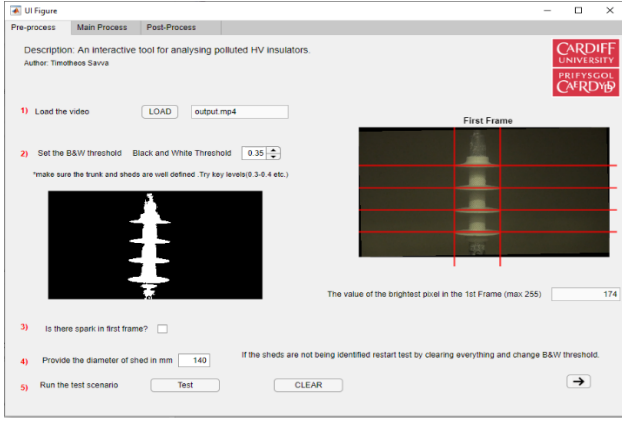 UI Figure
Pre-process Main Process Post-Process
Description: An interactive tool for analysing polluted HV insulators.
Author: Timotheos Savva
CARDIFF
UNIVERSITY
PRIFYSGOL
CAERDYDD
1) Load the video LOAD output.mp4
First Frame
2) Set the B&W threshold Black and White Threshold 0.35
*make sure the trunk and sheds are well defined .Try key levels(0.3-0.4 etc.)
The value of the brightest pixel in the 1st Frame (max 255) 174
3) Is there spark in first frame?
4) Provide the diameter of shed in mm 140
If the sheds are not being identified restart test by clearing everything and change B&W threshold.
5) Run the test scenario Test CLEAR